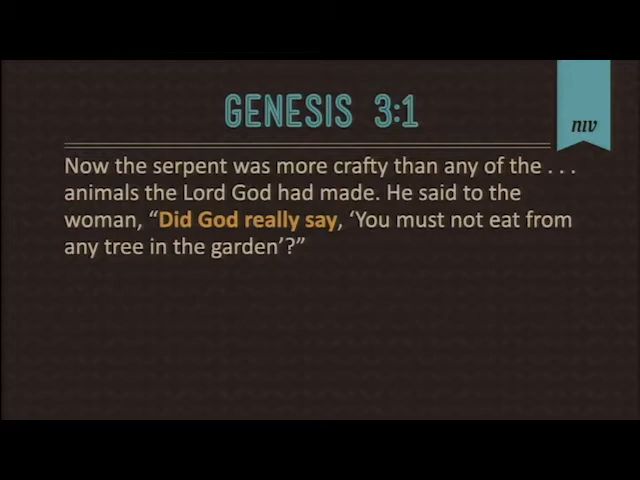 GENESIS 3:1
NIV
Now the serpent was more crafty than any of the . . .
animals the Lord God had made. He said to the
woman, “Did God really say, ‘You must not eat from
any tree in the garden’?”